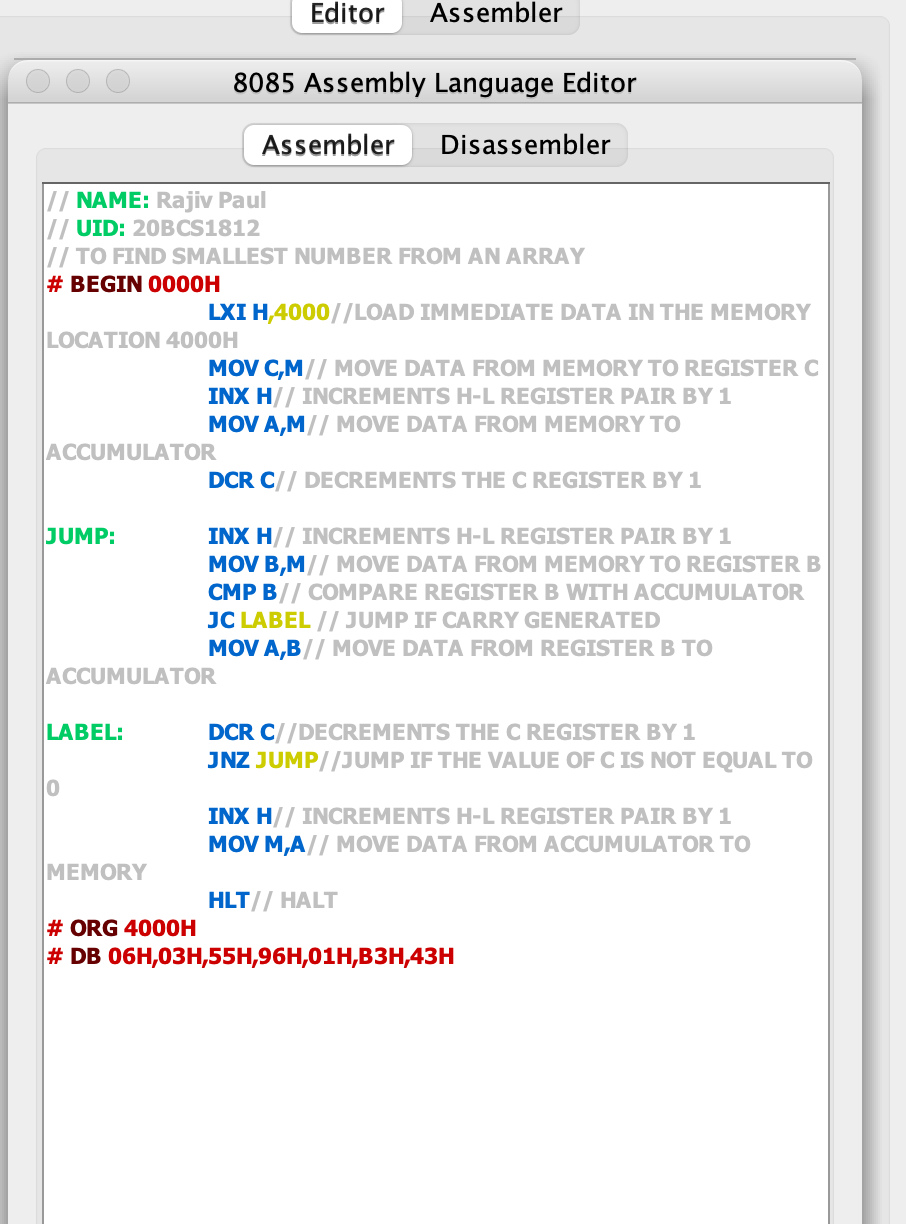 Editor Assembler
8085 Assembly Language Editor
Assembler Disassembler
// NAME: Rajiv Paul
// UID: 20BCS1812
// TO FIND SMALLEST NUMBER FROM AN ARRAY
# BEGIN 0000H
LXI H,4000//LOAD IMMEDIATE DATA IN THE MEMORY
LOCATION 4000H
MOV C,M// MOVE DATA FROM MEMORY TO REGISTER C
INX H// INCREMENTS H-L REGISTER PAIR BY 1
MOV A,M// MOVE DATA FROM MEMORY TO
ACCUMULATOR
DCR C// DECREMENTS THE C REGISTER BY 1
JUMP: INX H// INCREMENTS H-L REGISTER PAIR BY 1
MOV B,M// MOVE DATA FROM MEMORY TO REGISTER B
CMP B// COMPARE REGISTER B WITH ACCUMULATOR
JC LABEL // JUMP IF CARRY GENERATED
MOV A,B// MOVE DATA FROM REGISTER B TO
ACCUMULATOR
LABEL: DCR C//DECREMENTS THE C REGISTER BY 1
JNZ JUMP//JUMP IF THE VALUE OF C IS NOT EQUAL TO
0
INX H// INCREMENTS H-L REGISTER PAIR BY 1
MOV M,A// MOVE DATA FROM ACCUMULATOR TO
MEMORY
HLT// HALT
# ORG 4000H
# DB 06H,03H,55H,96H,01H,B3H,43H